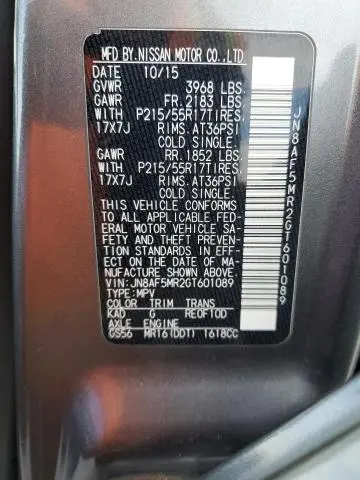 MFD BY NISSAN MOTOR CO., LTD.
DATE 10/15
GVWR 3968 LBS.
GAWR FR. 2183 LBS.
WITH P215/55R17TIRES,
17X7J RIMS. AT36PSI
COLD SINGLE.
GAWR RR. 1852 LBS.
WITH P215/55R17TIRES,
17X7J RIMS. AT36PSI
COLD SINGLE.
THIS VEHICLE CONFORMS
TO ALL APPLICABLE FED-
ERAL MOTOR VEHICLE SA-
FETY AND THEFT PREVEN-
TION STANDARDS IN EFF-
ECT ON THE DATE OF MA-
NUFACTURE SHOWN ABOVE.
VIN: JN8AF5MR2GT601089
TYPE: MPV
COLOR TRIM TRANS
KAD G RE0F10D
AXLE ENGINE
GS56 MR16(DDT) 1618CC
JN8AF5MR2GT601089